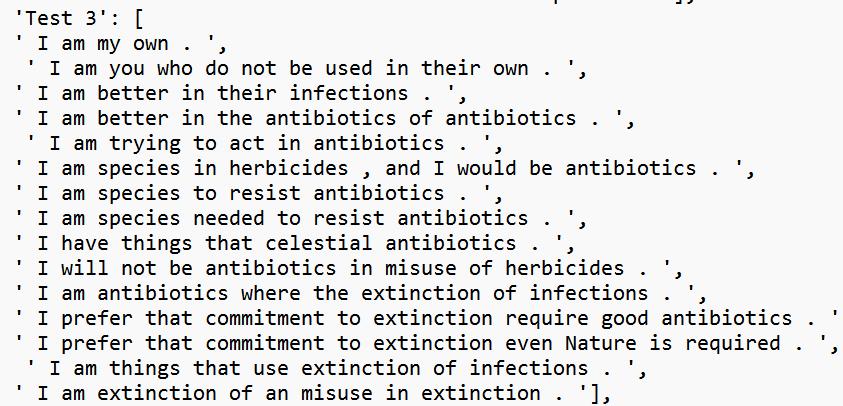 'Test 3': [
' I am my own . ',
' I am you who do not be used in their own . ',
' I am better in their infections . ',
' I am better in the antibiotics of antibiotics . ',
' I am trying to act in antibiotics . ',
' I am species in herbicides , and I would be antibiotics . ',
' I am species to resist antibiotics . ',
' I am species needed to resist antibiotics . ',
' I have things that celestial antibiotics . ',
' I will not be antibiotics in misuse of herbicides . ',
' I am antibiotics where the extinction of infections . ',
' I prefer that commitment to extinction require good antibiotics . '
' I prefer that commitment to extinction even Nature is required . ',
' I am things that use extinction of infections . ',
' I am extinction of an misuse in extinction . '],